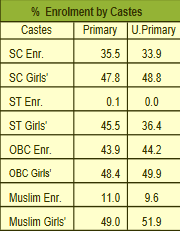 % Enrolment by Castes
Castes Primary U.Primary
SC Enr. 35.5 33.9
SC Girls' 47.8 48.8
ST Enr. 0.1 0.0
ST Girls' 45.5 36.4
OBC Enr. 43.9 44.2
OBC Girls' 48.4 49.9
Muslim Enr. 11.0 9.6
Muslim Girls' 49.0 51.9